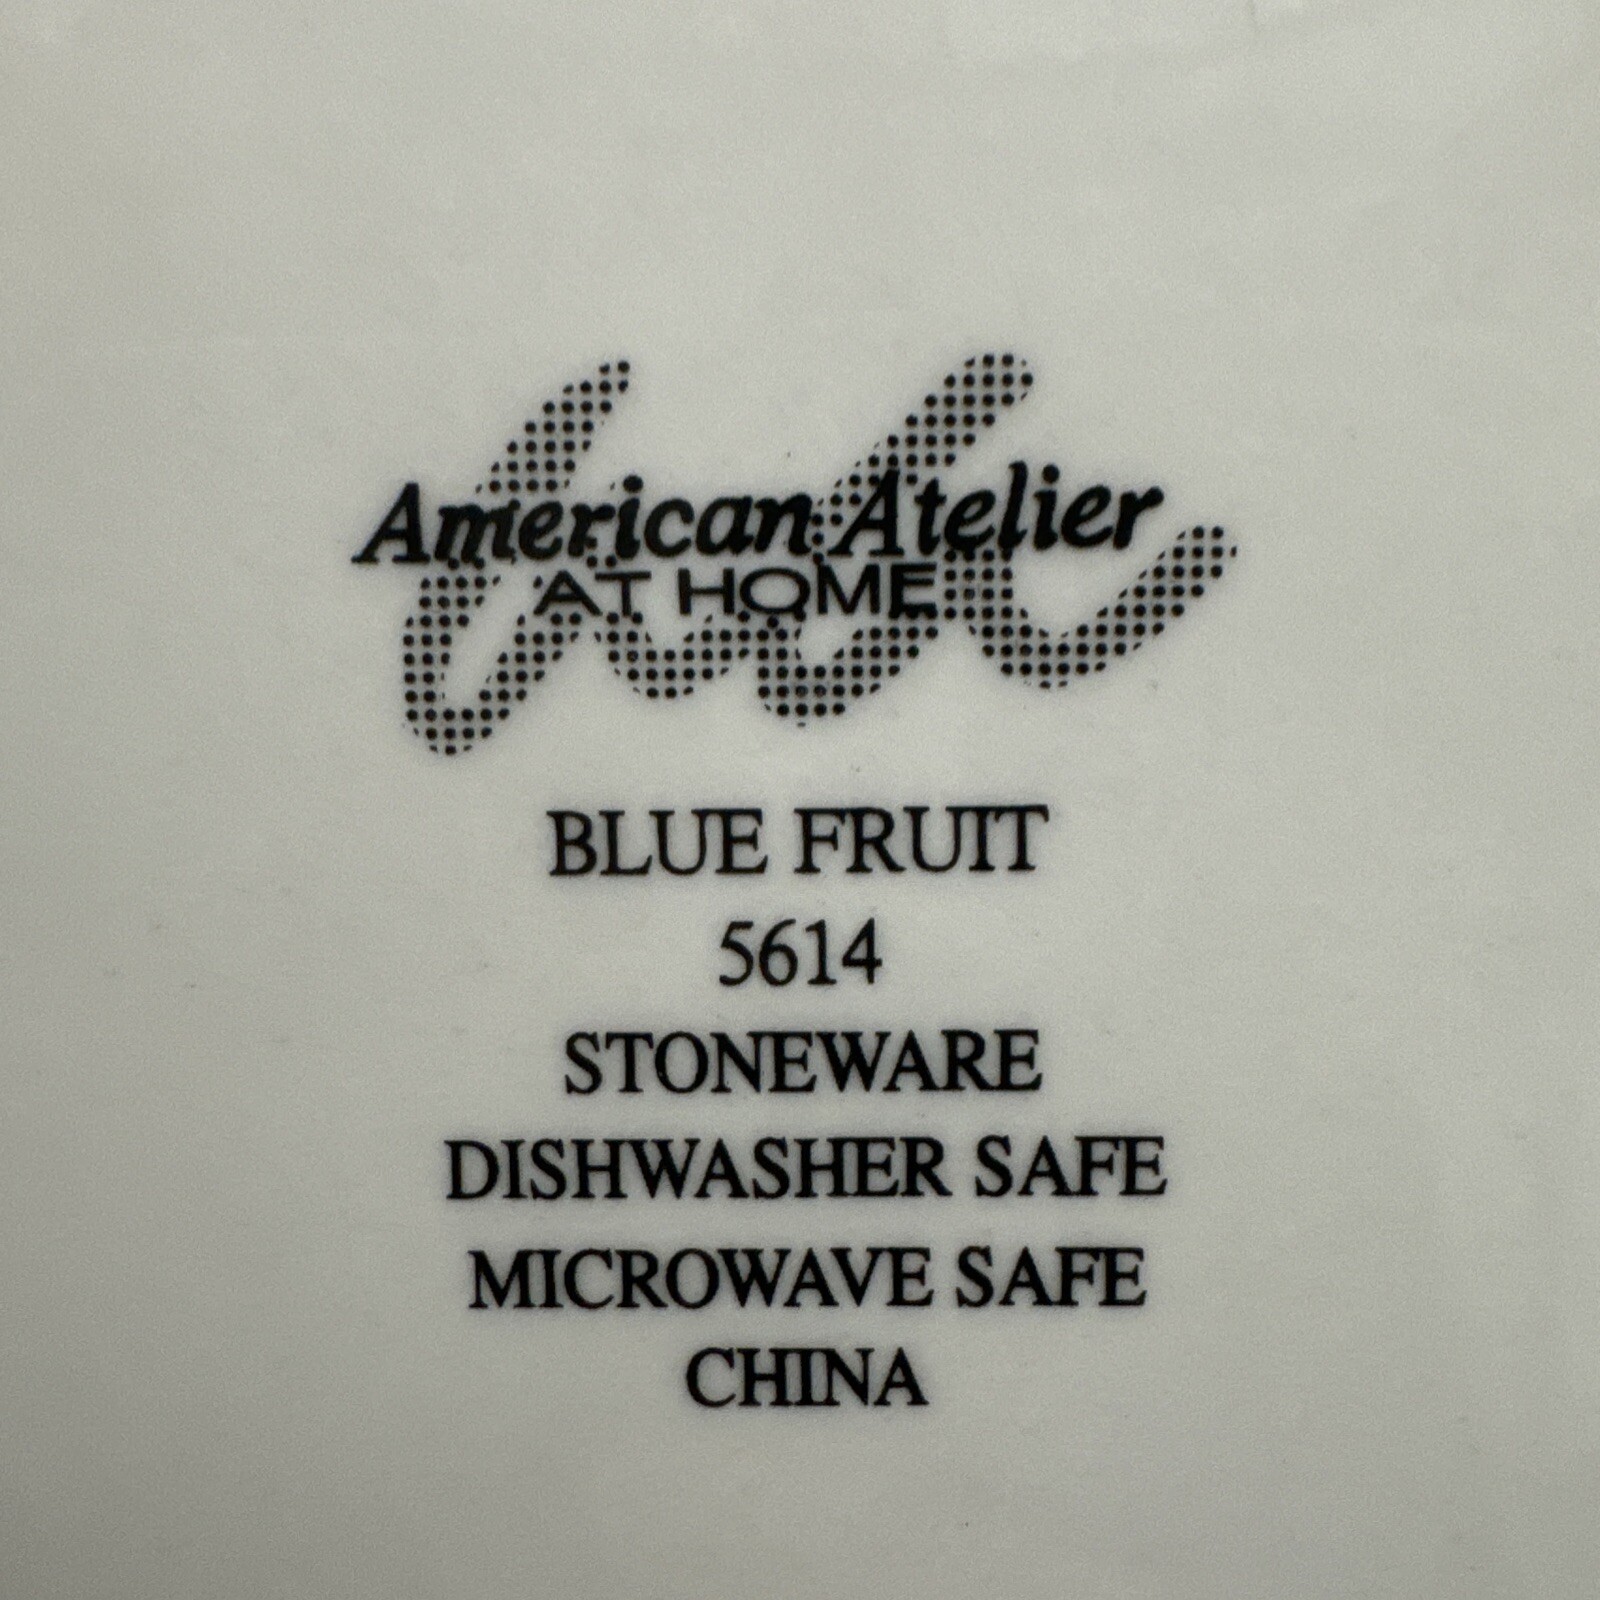 American Atelier
AT HOME
BLUE FRUIT
5614
STONEWARE
DISHWASHER SAFE
MICROWAVE SAFE
CHINA